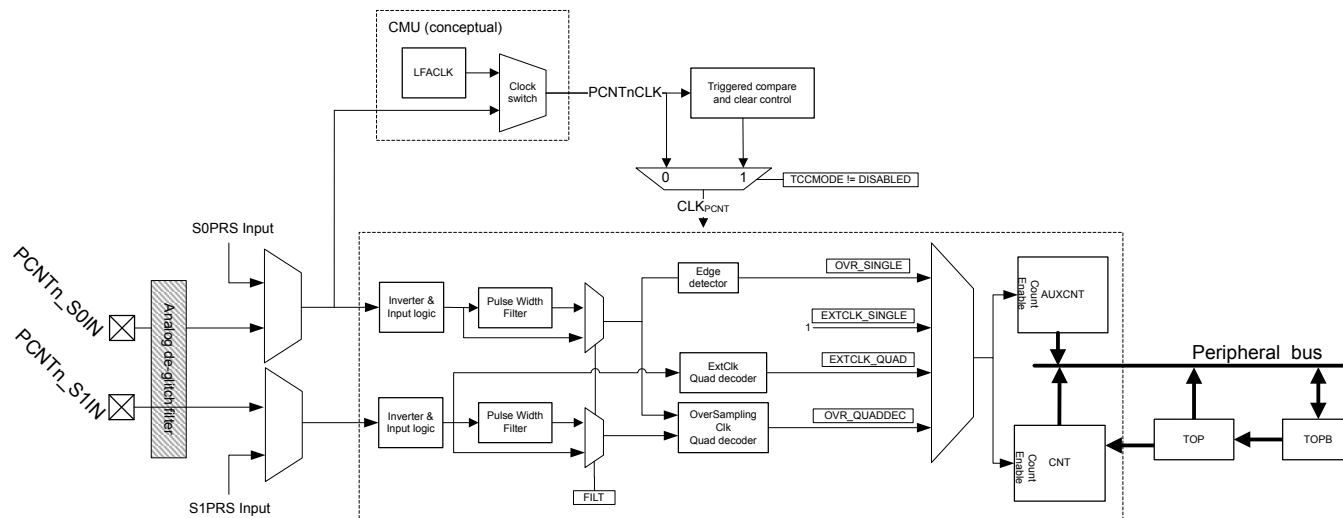 CMU (conceptual)
LFACLK
Clock
switch
PCNTnCLK
Triggered compare
and clear control
0 1
TCCMODE != DISABLED
CLKPCNT
S0PRS Input
PCNTn_S0IN
PCNTn_S1IN
Analog de-glitch filter
S1PRS Input
Inverter &
Input logic
Pulse Width
Filter
Edge
detector
OVR_SINGLE
1
EXTCLK_SINGLE
ExtClk
Quad decoder
EXTCLK_QUAD
Inverter &
Input logic
Pulse Width
Filter
OverSampling
Clk
Quad decoder
OVR_QUADDEC
FILT
Count
Enable
AUXCNT
Peripheral bus
Count
Enable
CNT
TOP
TOPB